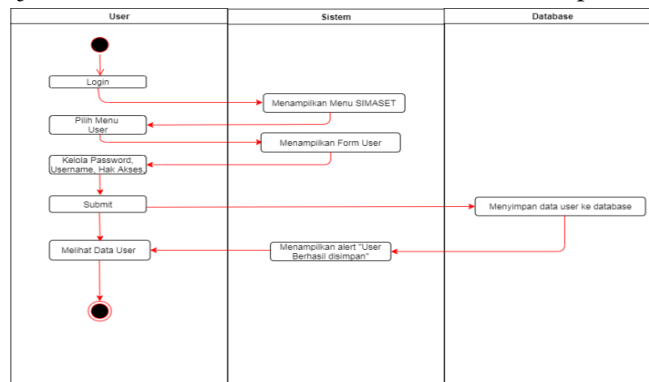 User
Sistem
Database
Login
Menampilkan Menu SIMASET
Pilih Menu
User
Menampilkan Form User
Kelola Password,
Username, Hak Akses,
Submit
Menyimpan data user ke database
Melihat Data User
Menampilkan alert "User
Berhasil disimpan"